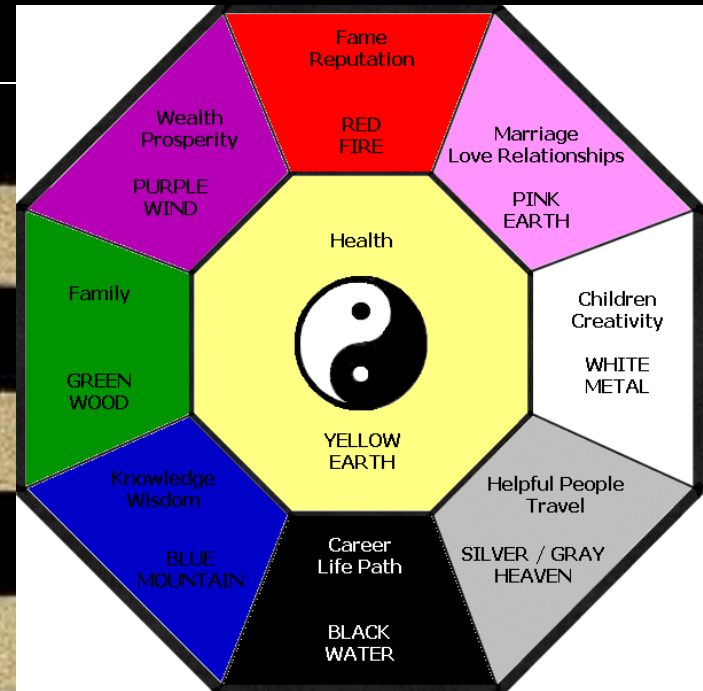 Fame
Reputation
RED
FIRE
Wealth
Prosperity
PURPLE
WIND
Marriage
Love Relationships
PINK
EARTH
Family
GREEN
WOOD
Health
YELLOW
EARTH
Children
Creativity
WHITE
METAL
Knowledge
Wisdom
BLUE
MOUNTAIN
Career
Life Path
BLACK
WATER
Helpful People
Travel
SILVER / GRAY
HEAVEN